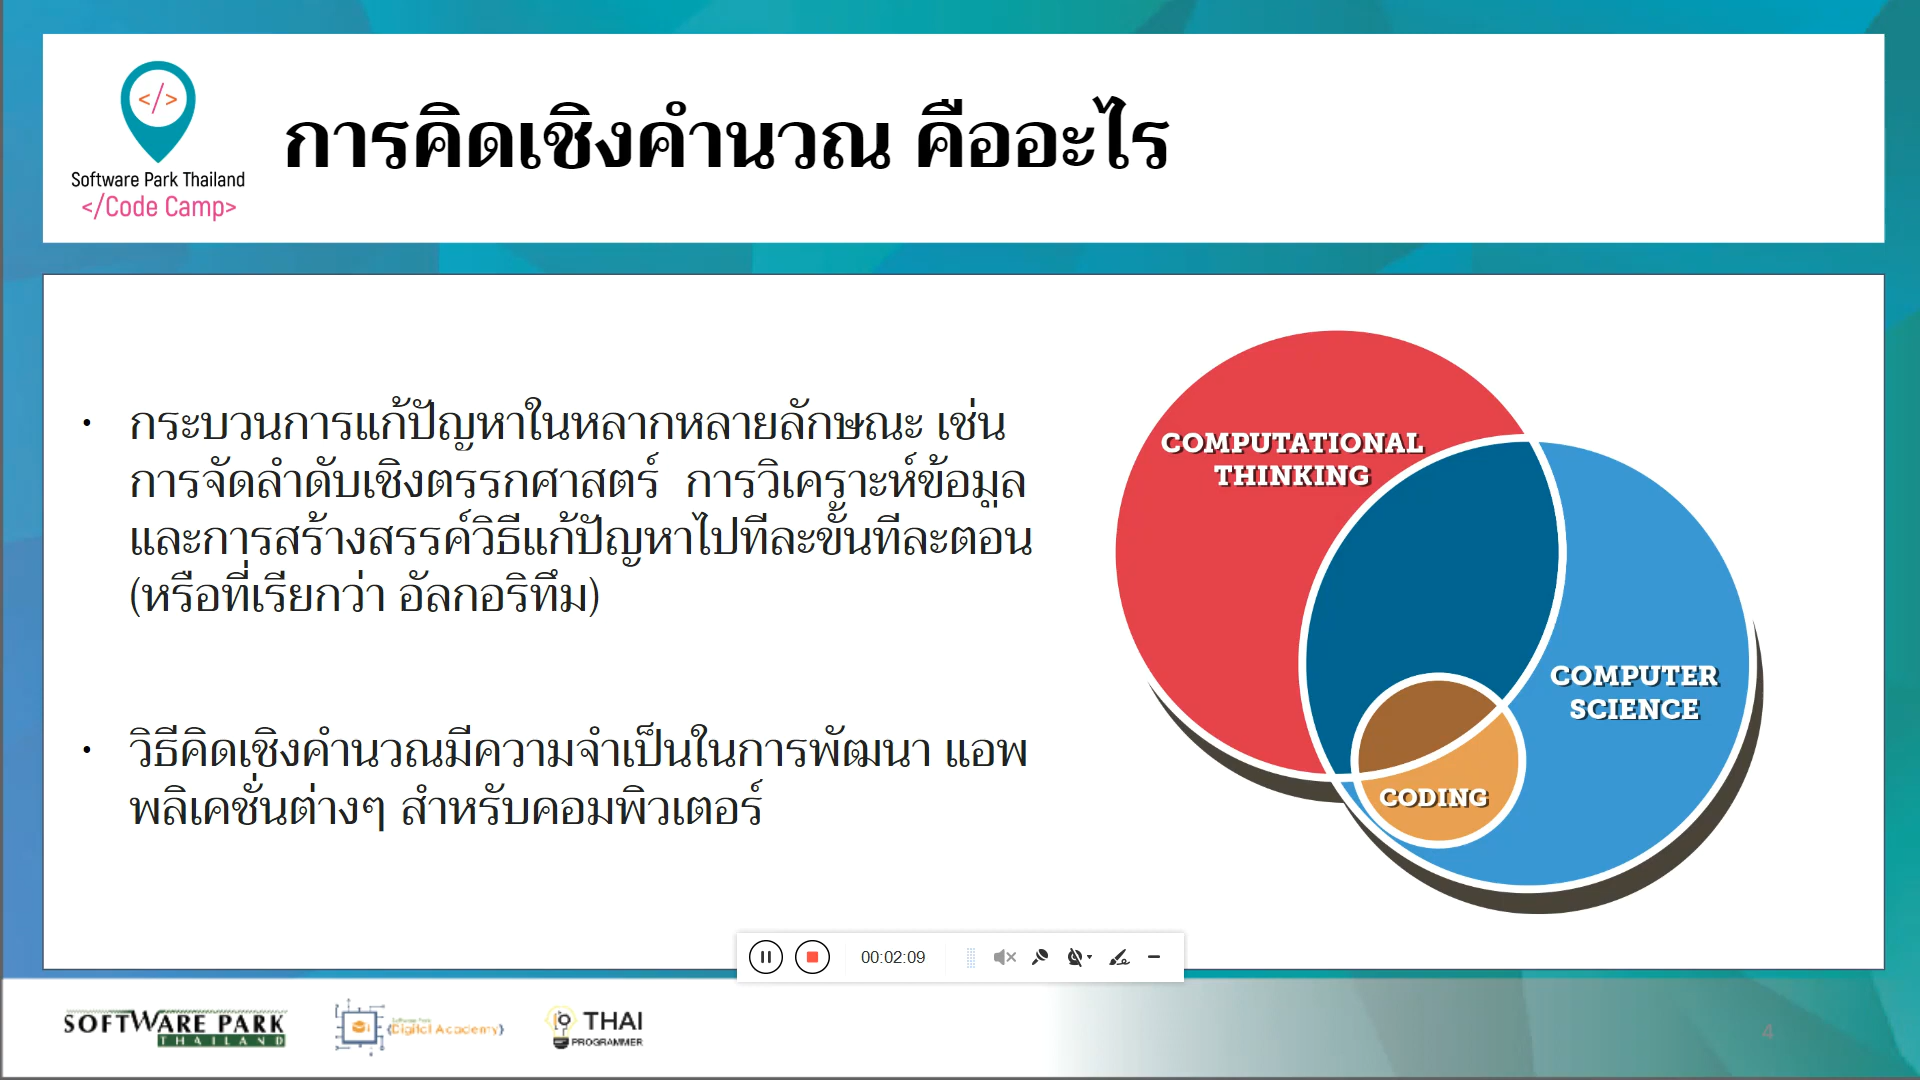 </>
Software Park Thailand
</Code Camp>
การคิดเชิงคำนวณ คืออะไร
• กระบวนการแก้ปัญหาในหลากหลายลักษณะ เช่น
การจัดลำดับเชิงตรรกศาสตร์ การวิเคราะห์ข้อมูล
และการสร้างสรรค์วิธีแก้ปัญหาไปทีละขั้นทีละตอน
(หรือที่เรียกว่า อัลกอริทึม)
• วิธีคิดเชิงคำนวณมีความจำเป็นในการพัฒนา แอพ
พลิเคชั่นต่างๆ สำหรับคอมพิวเตอร์
COMPUTATIONAL
THINKING
COMPUTER
SCIENCE
CODING
00:02:09
SOFTWARE PARK
THAILAND
Software Park
{Digital Academy}
THAI
PROGRAMMER
4